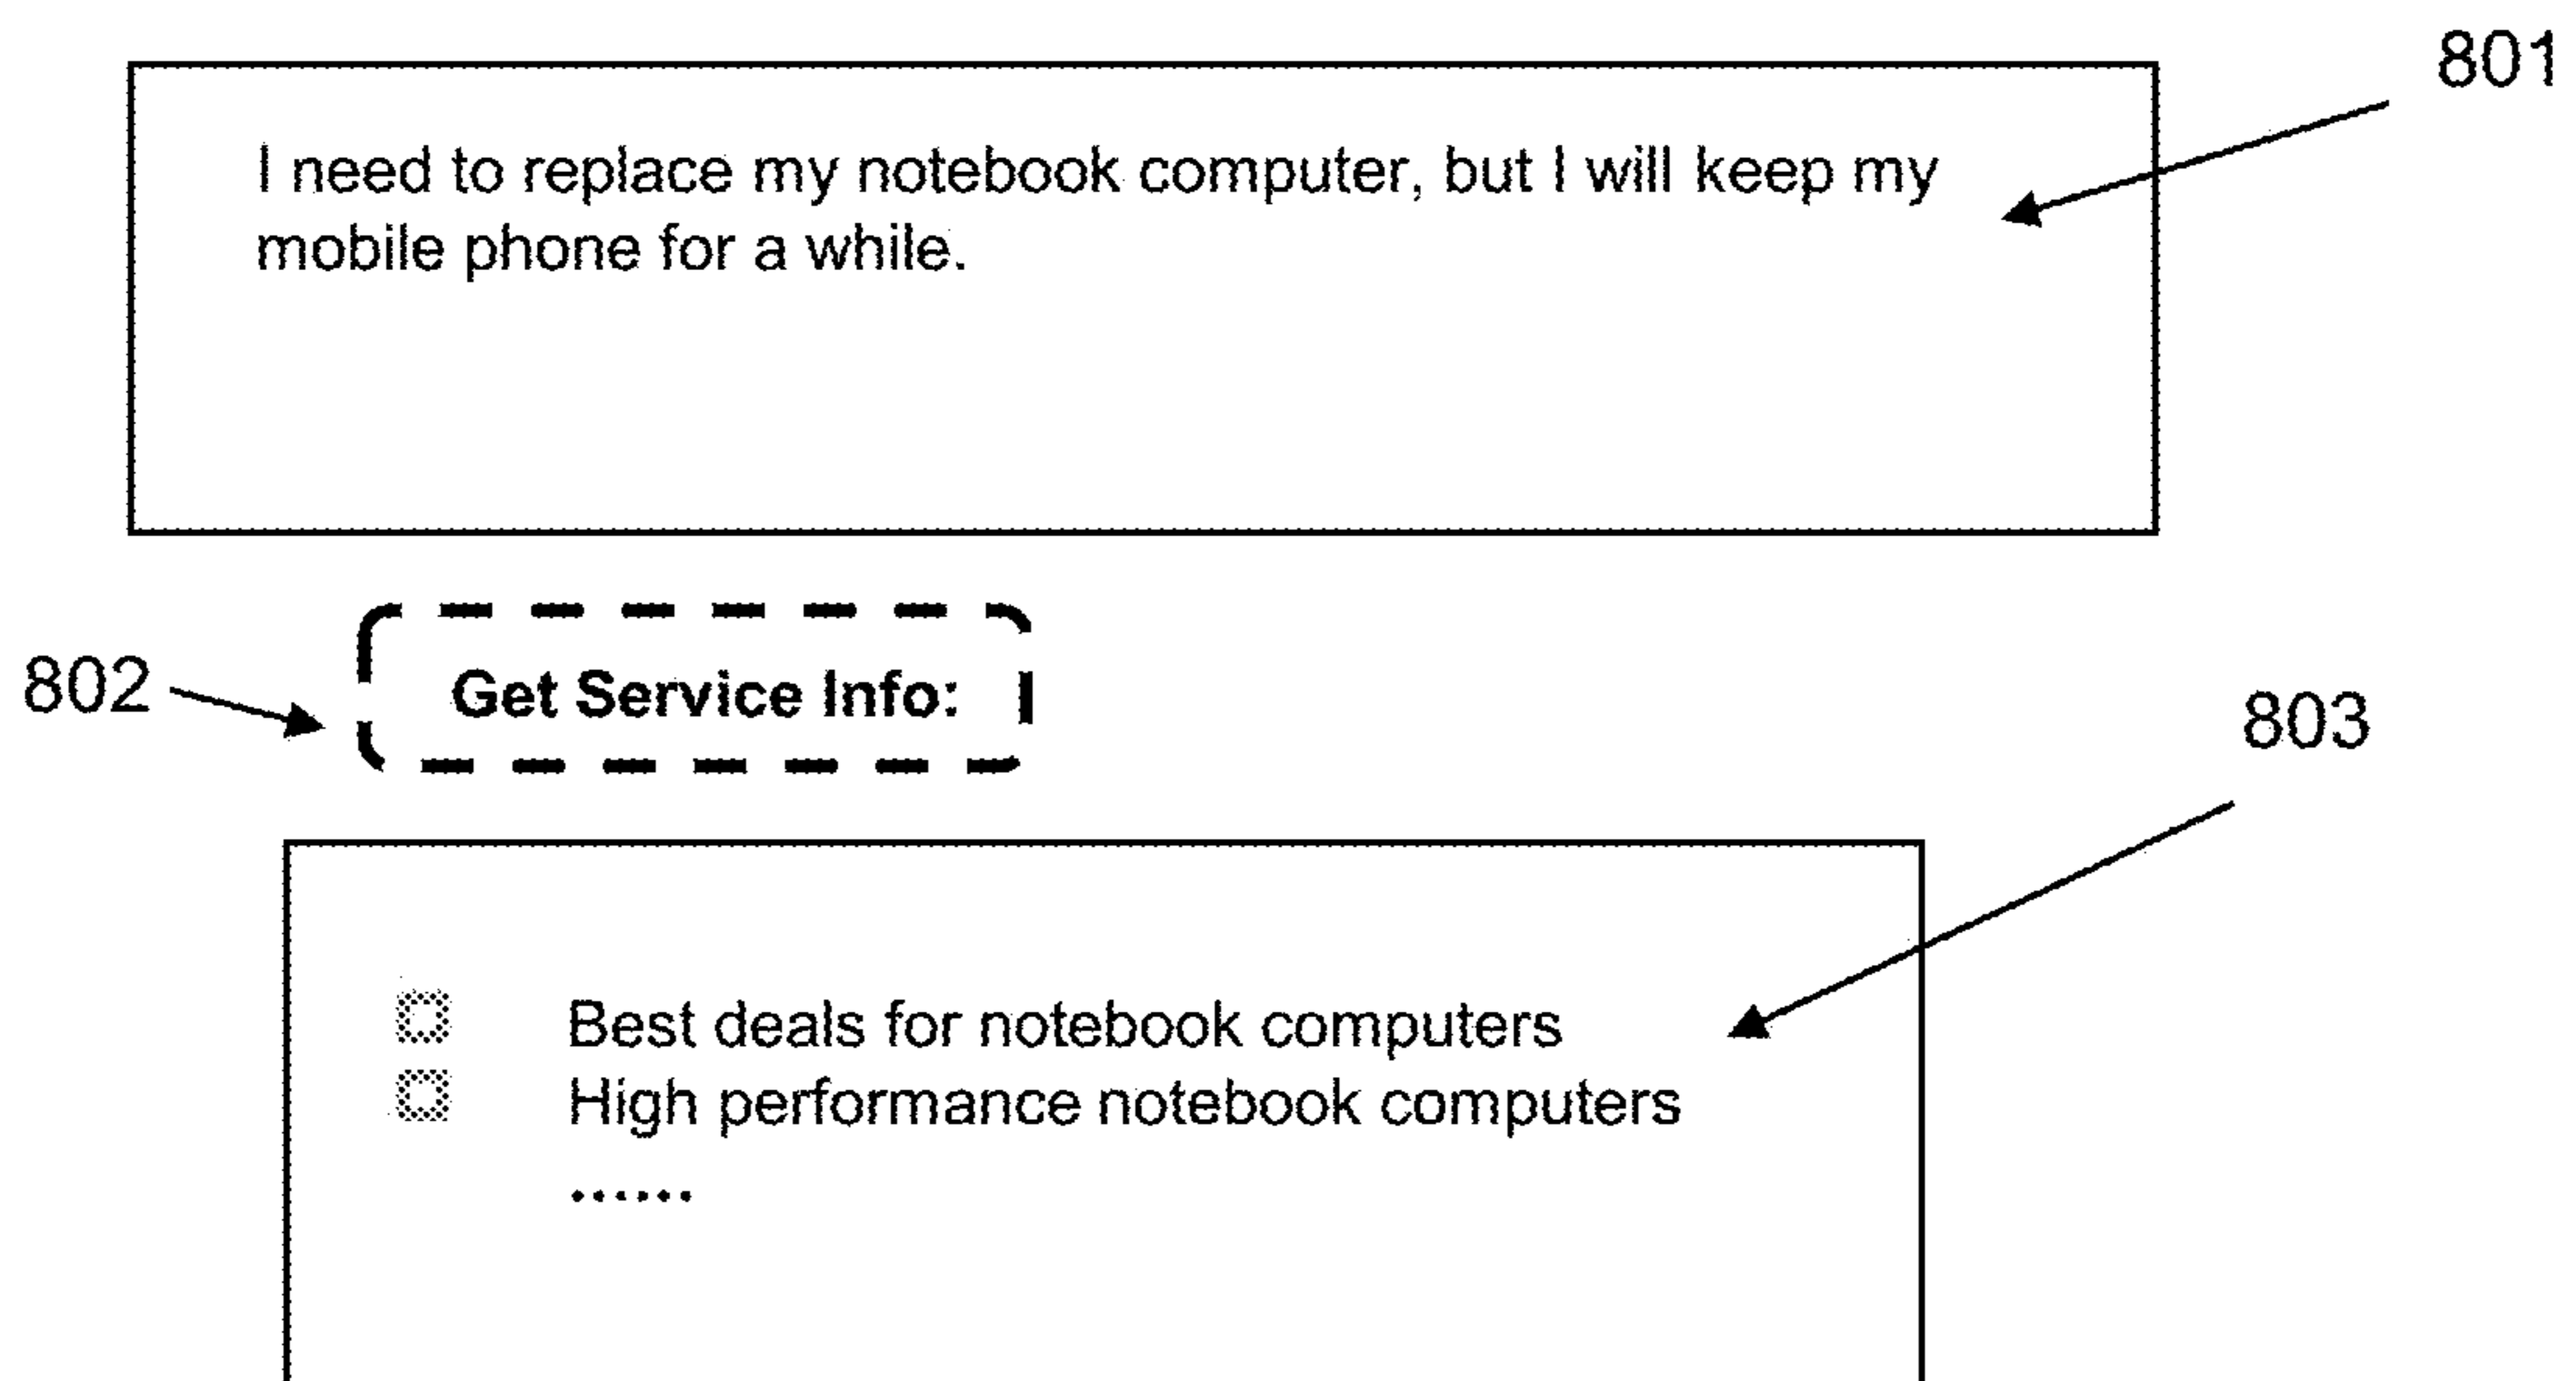 801
I need to replace my notebook computer, but I will keep my
mobile phone for a while.
802
Get Service Info:
803
Best deals for notebook computers
High performance notebook computers
......